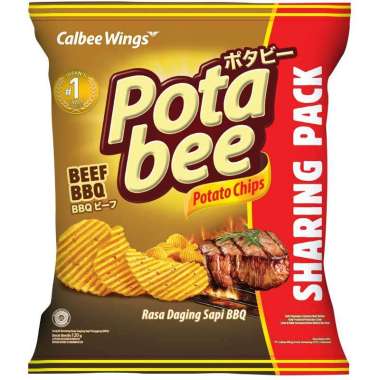 Calbee Wings
ポタビー
#1
Pota
bee
Potato Chips
BEEF
BBQ
BBQ ビーフ
Rasa Daging Sapi BBQ
SHARING PACK
120 g